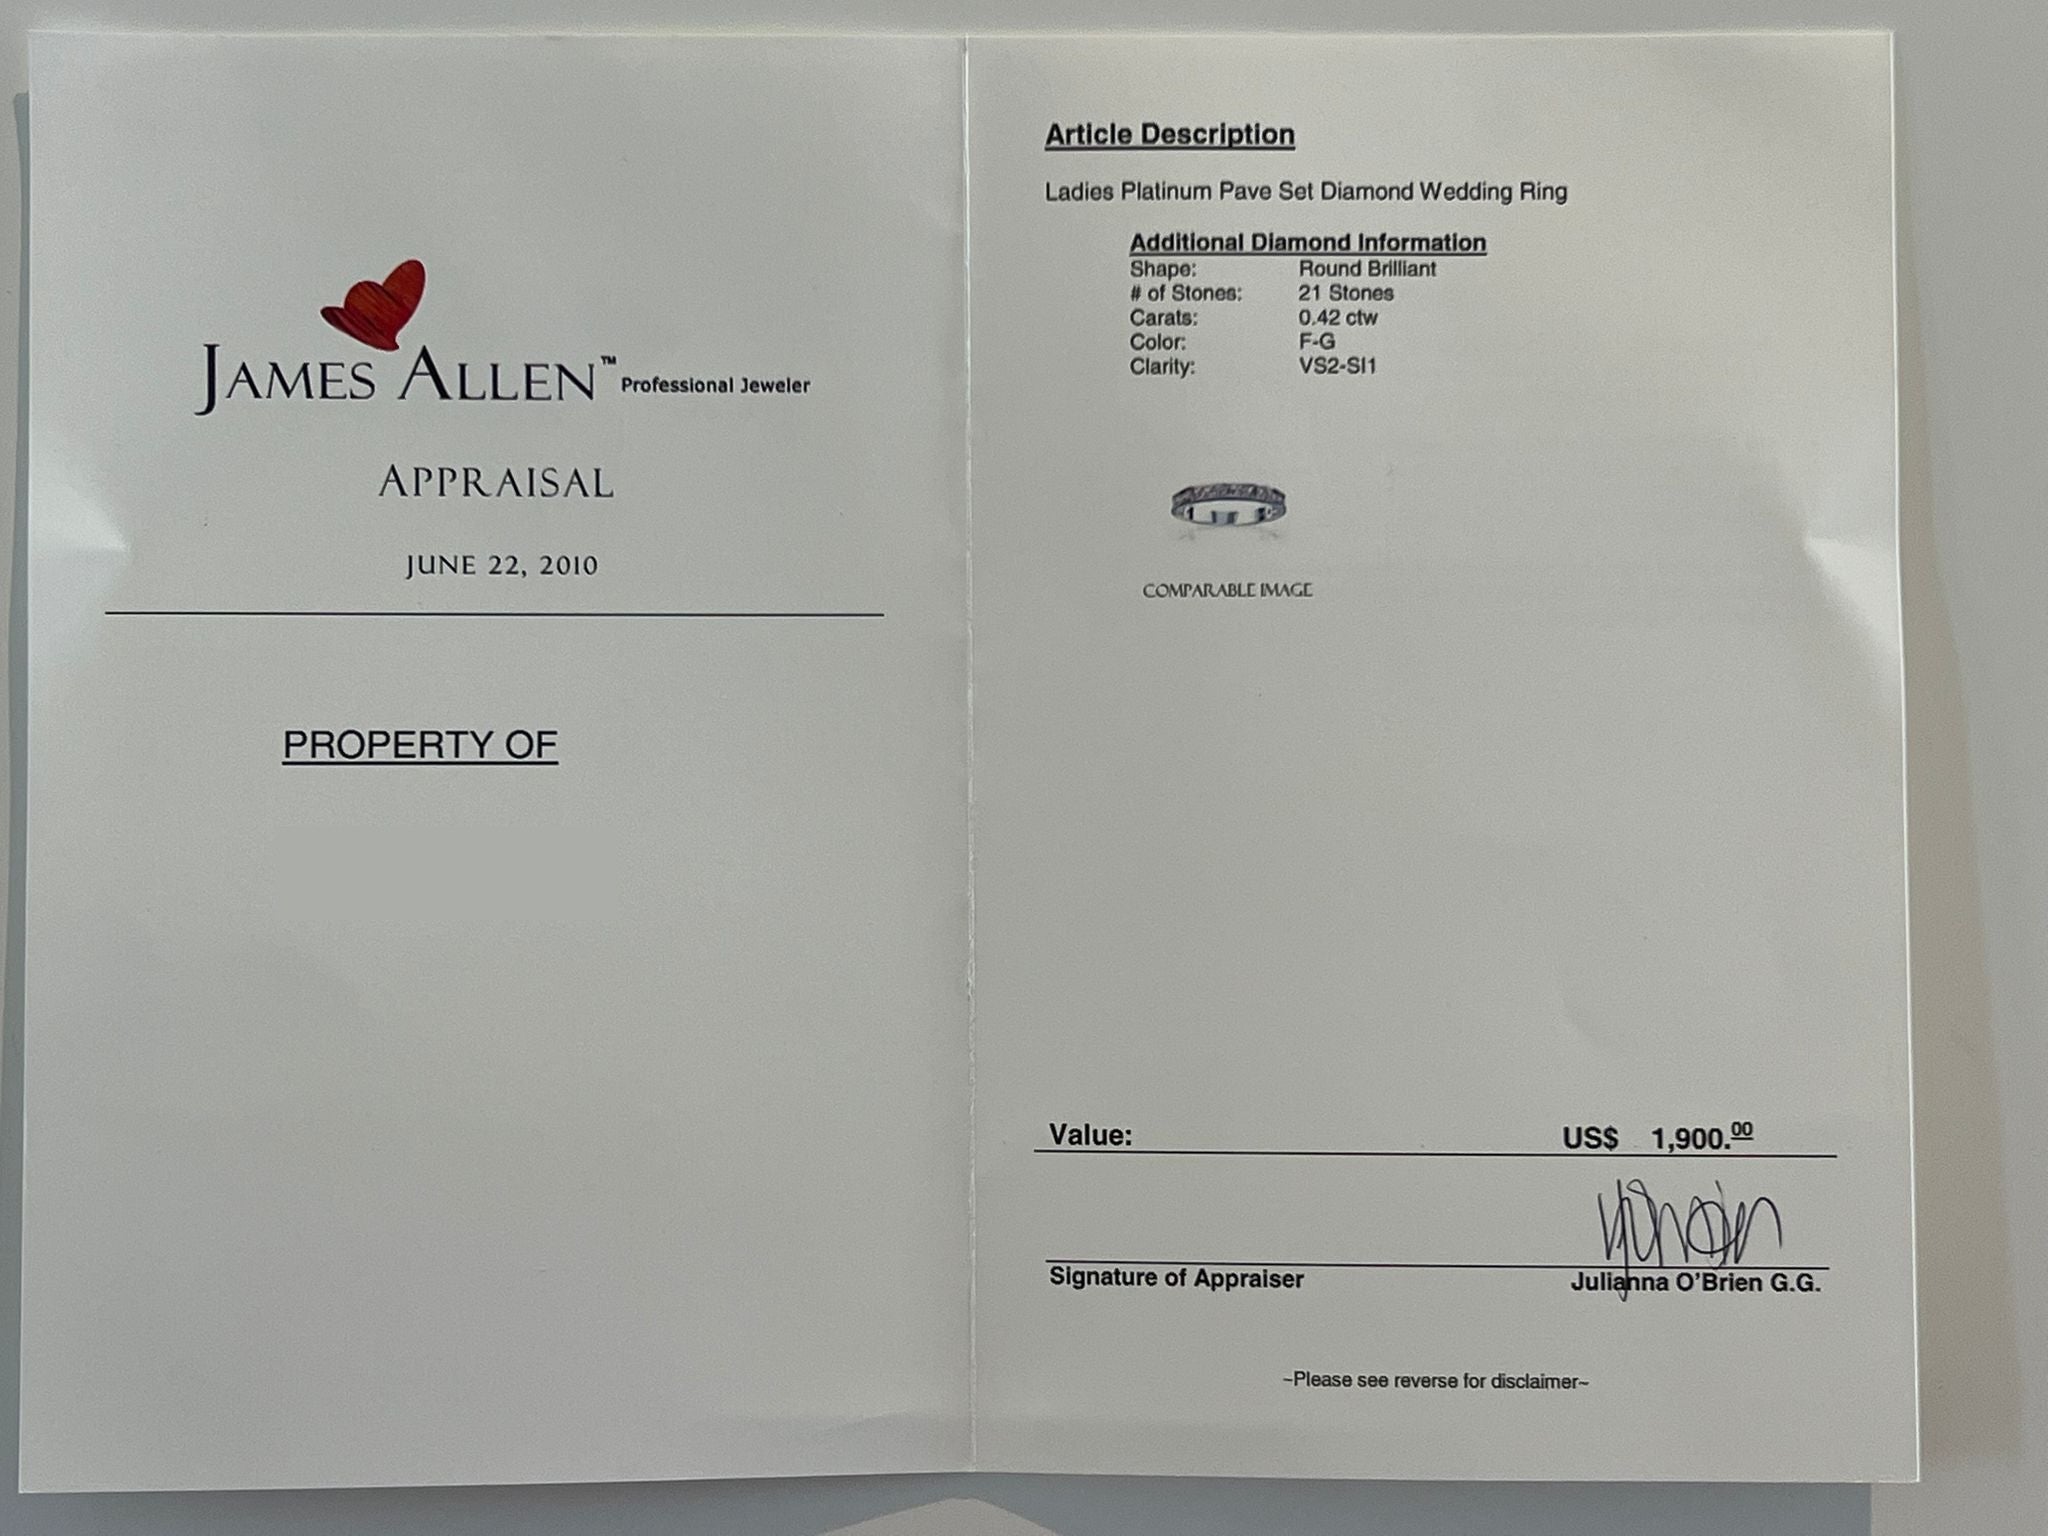 JAMES ALLEN™ Professional Jeweler
APPRAISAL
JUNE 22, 2010
PROPERTY OF
Article Description
Ladies Platinum Pave Set Diamond Wedding Ring
Additional Diamond Information
Shape: Round Brilliant
# of Stones: 21 Stones
Carats: 0.42 ctw
Color: F-G
Clarity: VS2-SI1
COMPARABLE IMAGE
Value: US$ 1,900.00
Signature of Appraiser Julianna O'Brien G.G.
~Please see reverse for disclaimer~